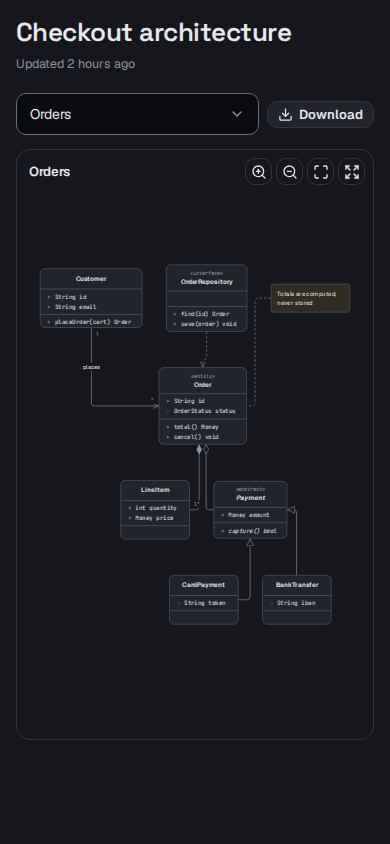 Checkout architecture
Updated 2 hours ago
Orders
Download
Orders
Customer
+ String id
+ String email
+ placeOrder(cart) Order
«interface»
OrderRepository
+ find(id) Order
+ save(order) void
Totals are computed,
never stored
1
places
*
«entity»
Order
+ String id
- OrderStatus status
+ total() Money
+ cancel() void
LineItem
+ int quantity
+ Money price
1*
«abstract»
Payment
+ Money amount
+ capture() bool
CardPayment
- String token
BankTransfer
- String iban